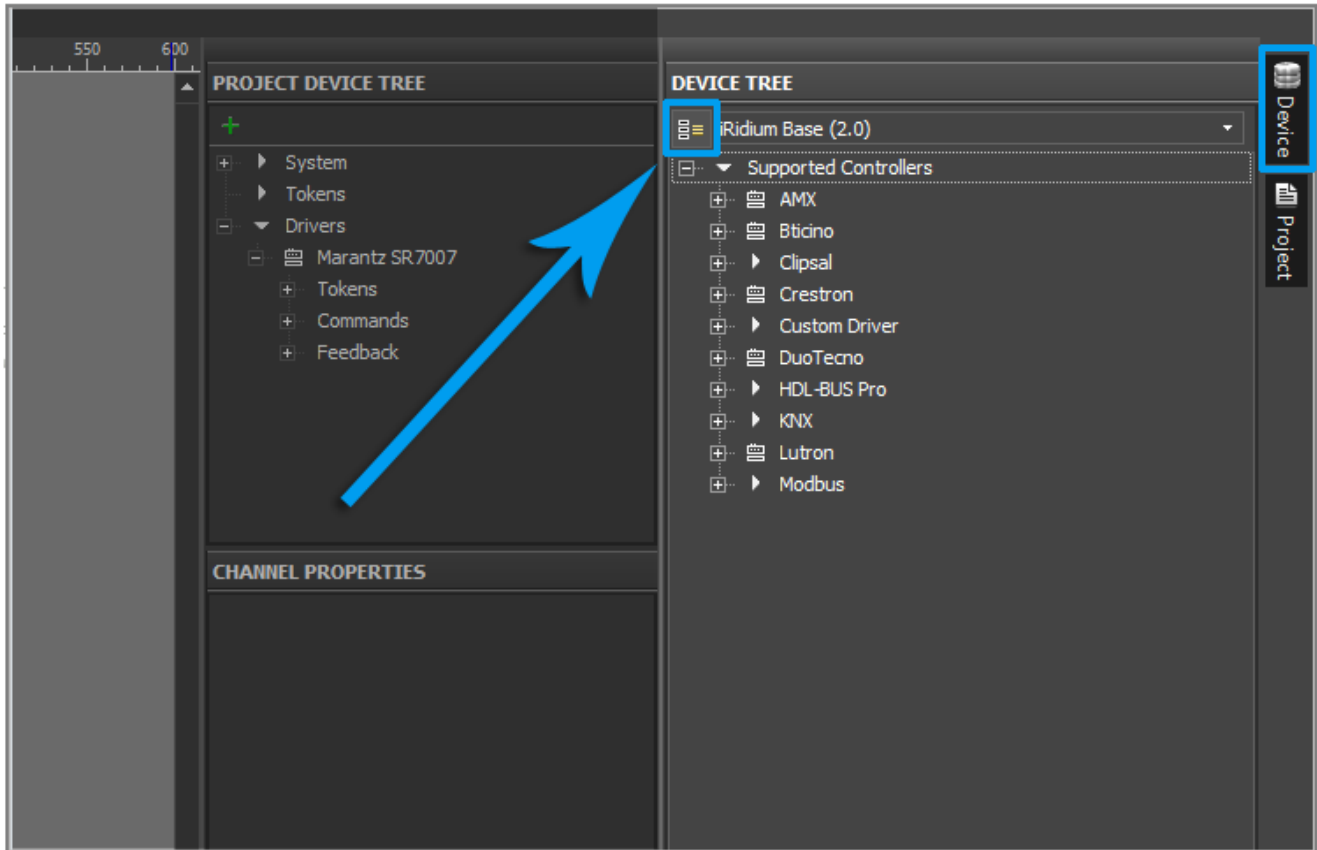 550 600
PROJECT DEVICE TREE
System
Tokens
Drivers
Marantz SR7007
Tokens
Commands
Feedback
CHANNEL PROPERTIES
DEVICE TREE
iRidium Base (2.0)
Supported Controllers
AMX
Bticino
Clipsal
Crestron
Custom Driver
DuoTecno
HDL-BUS Pro
KNX
Lutron
Modbus
Device
Project